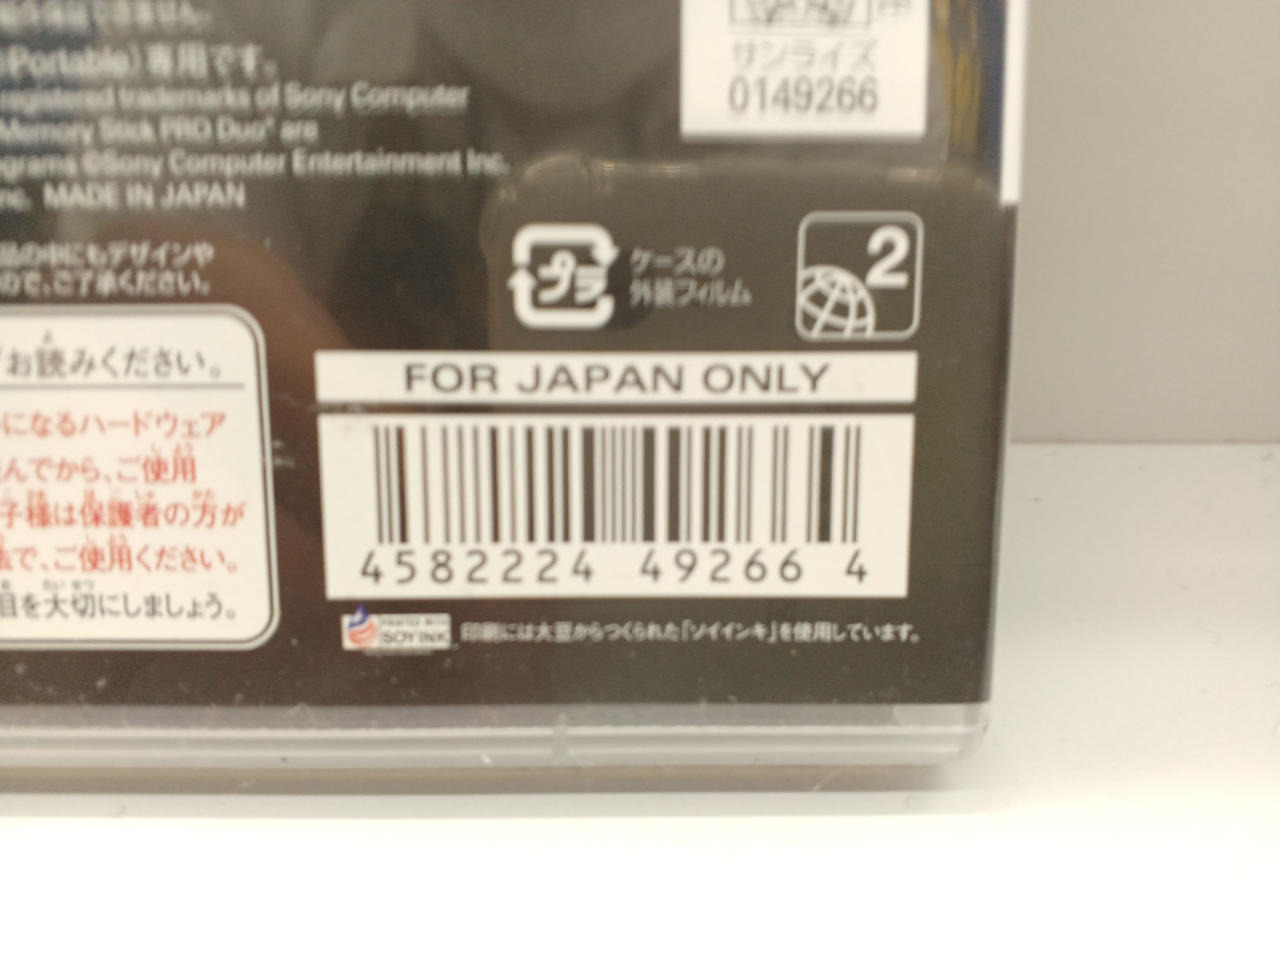 Portable)専用です。
registered trademarks of Sony Computer
"Memory Stick PRO Duo" are
ograms ©Sony Computer Entertainment Inc.
nc. MADE IN JAPAN
品の中にもデザインや
ので、ご了承ください。
お読みください。
になるハードウェア
んでから、ご使用
子様は保護者の方が
法で、ご使用ください。
目を大切にしましょう。
サンライズ
0149266
プラ
ケースの
外装フィルム
2
FOR JAPAN ONLY
4582224 49266 4
PRINTED WITH
SOY INK
印刷には大豆からつくられた「ソイインキ」を使用しています。